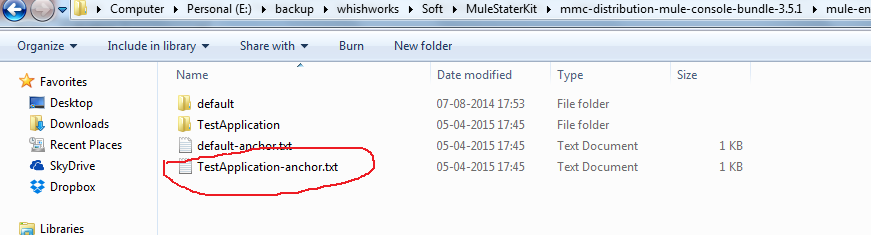 Computer ▸ Personal (E:) ▸ backup ▸ whishworks ▸ Soft ▸ MuleStaterKit ▸ mmc-distribution-mule-console-bundle-3.5.1 ▸ mule-en
Organize ▾ Include in library ▾ Share with ▾ Burn New folder
Favorites
Desktop
Downloads
Recent Places
SkyDrive
Dropbox
Libraries
Name Date modified Type Size
default 07-08-2014 17:53 File folder
TestApplication 05-04-2015 17:45 File folder
default-anchor.txt 05-04-2015 17:45 Text Document 1 KB
TestApplication-anchor.txt 05-04-2015 17:45 Text Document 1 KB